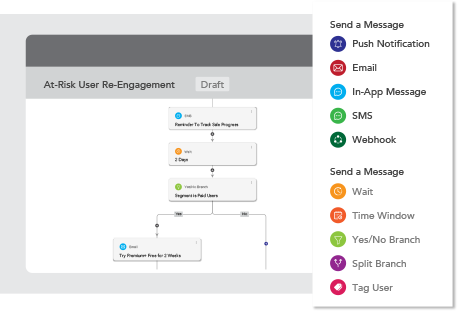 Send a Message
Push Notification
Email
In-App Message
SMS
Webhook
Send a Message
Wait
Time Window
Yes/No Branch
Split Branch
Tag User
At-Risk User Re-Engagement
Draft
SMS
Reminder To Track Sale Progress
Wait
2 Days
Yes/No Branch
Segment is Paid Users
YES
Email
Try Premium+ Free for 2 Weeks